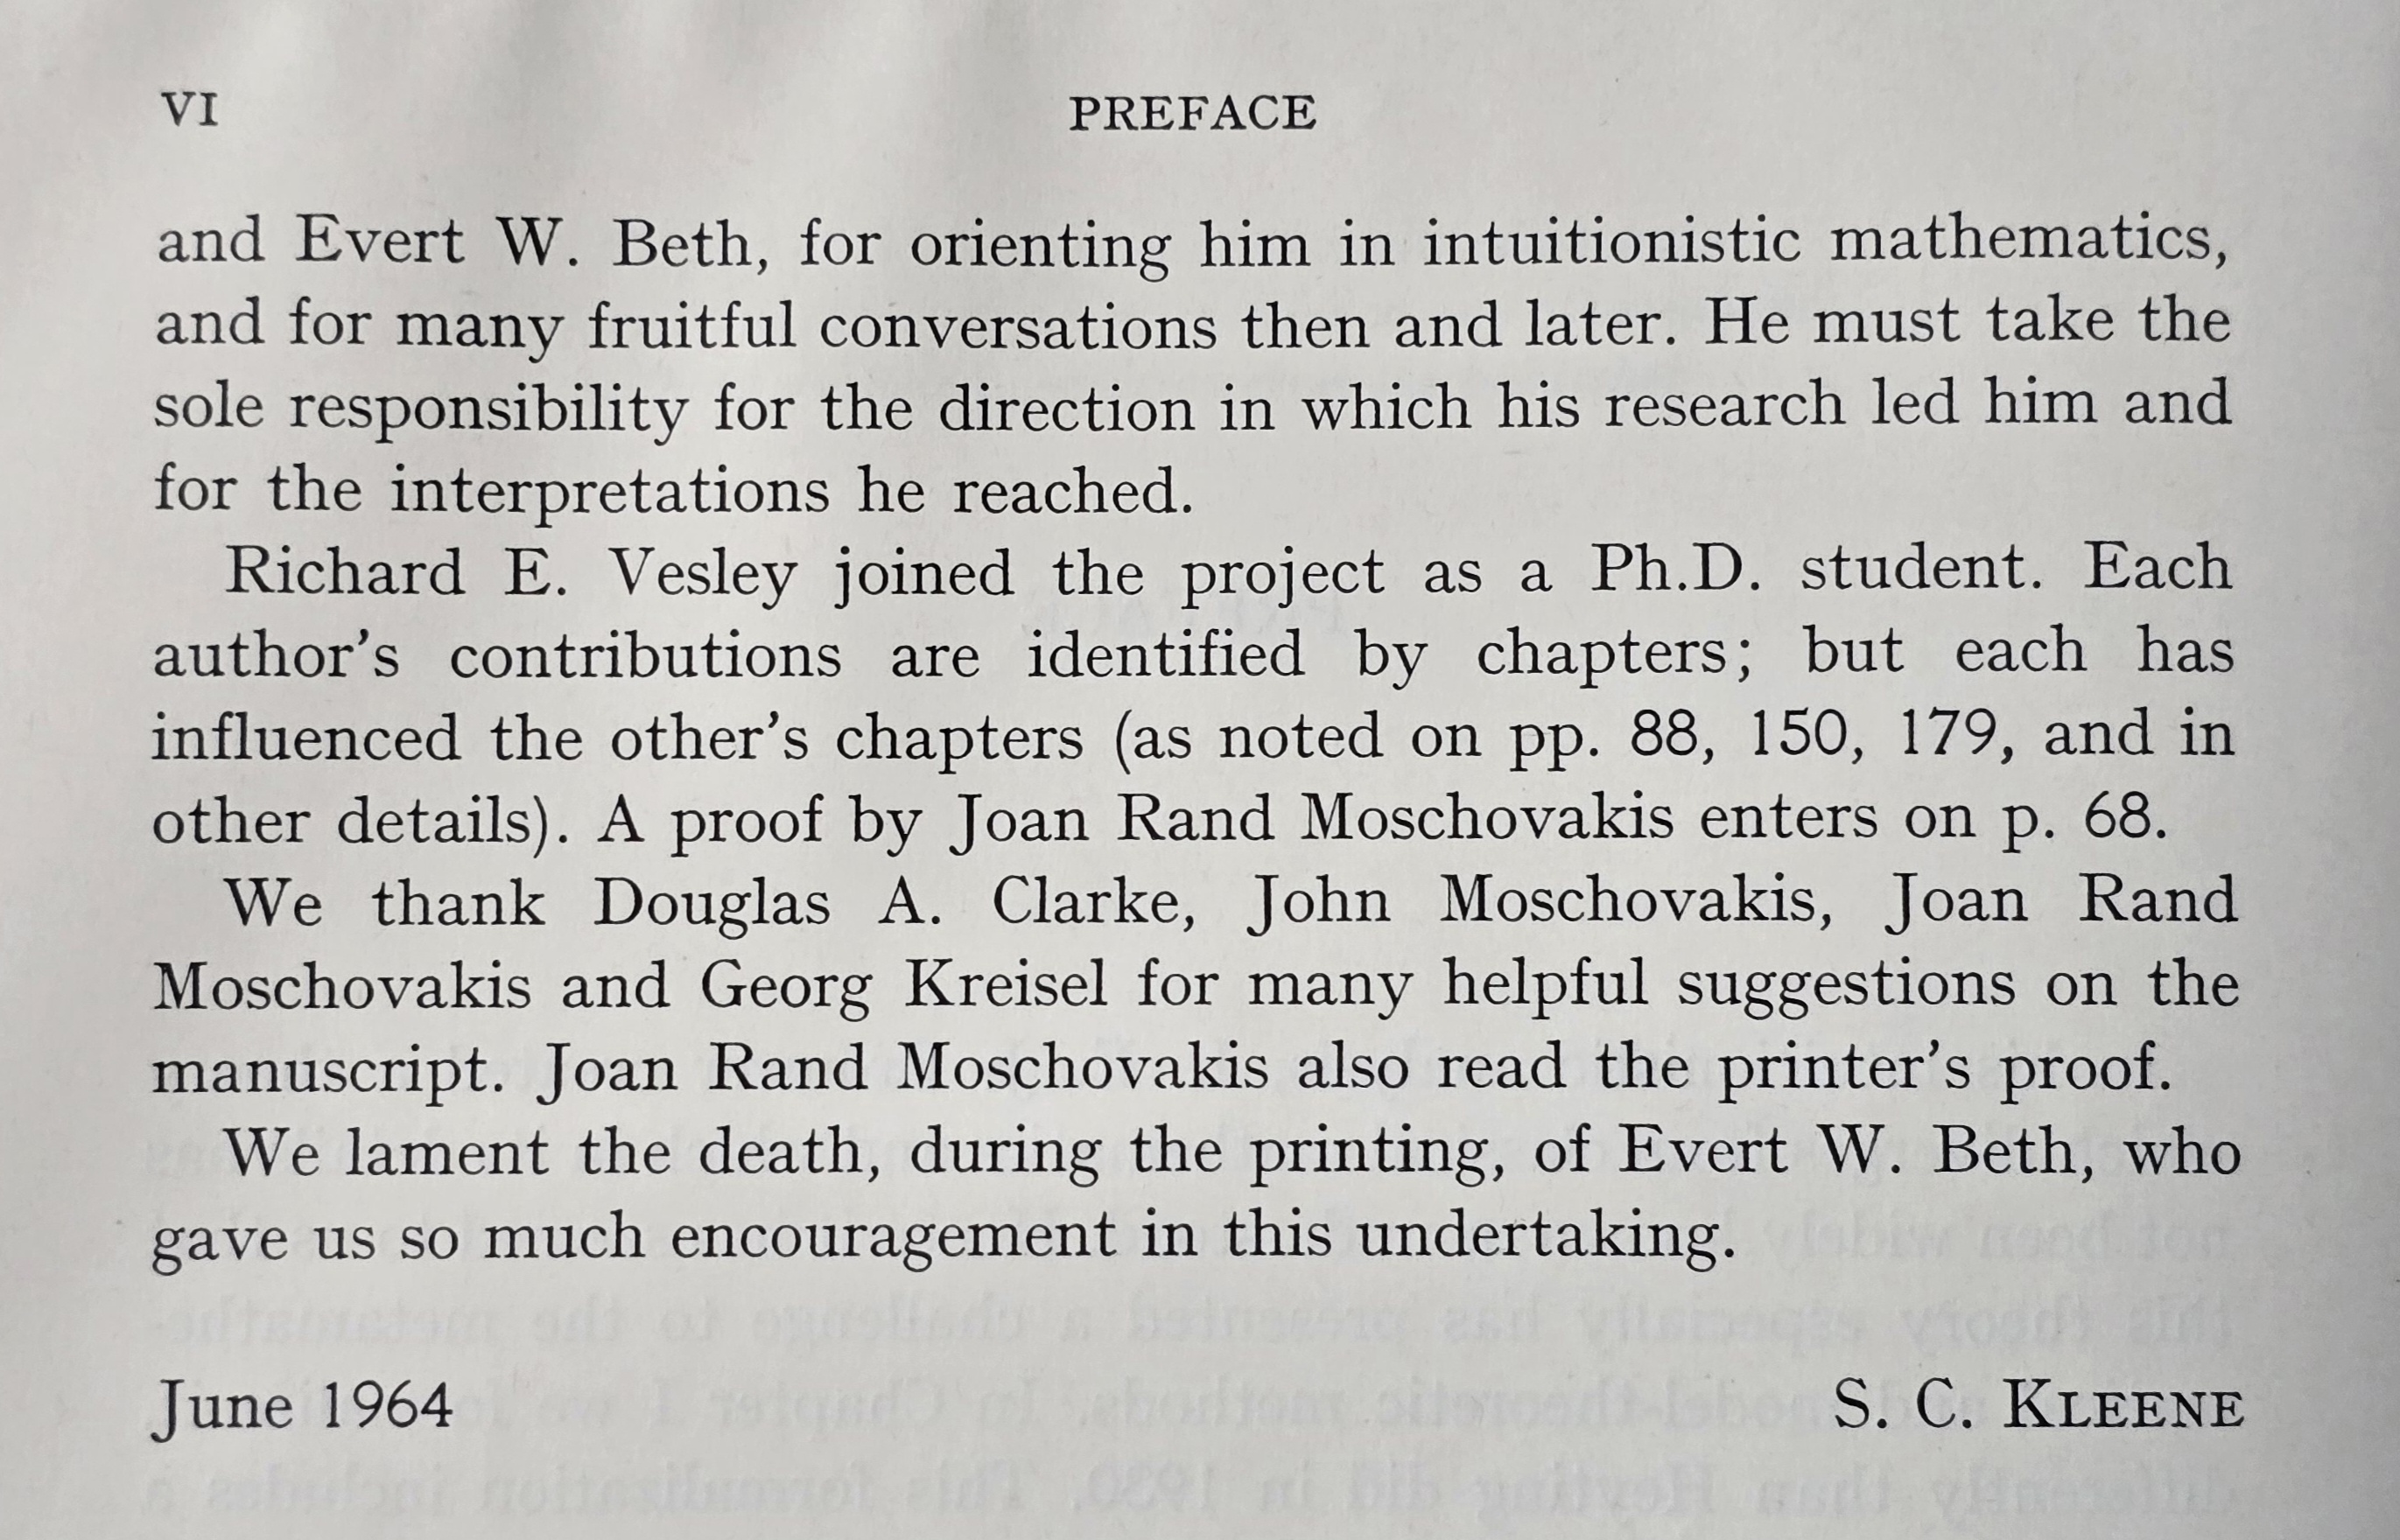 VI PREFACE
and Evert W. Beth, for orienting him in intuitionistic mathematics,
and for many fruitful conversations then and later. He must take the
sole responsibility for the direction in which his research led him and
for the interpretations he reached.
Richard E. Vesley joined the project as a Ph.D. student. Each
author's contributions are identified by chapters; but each has
influenced the other's chapters (as noted on pp. 88, 150, 179, and in
other details). A proof by Joan Rand Moschovakis enters on p. 68.
We thank Douglas A. Clarke, John Moschovakis, Joan Rand
Moschovakis and Georg Kreisel for many helpful suggestions on the
manuscript. Joan Rand Moschovakis also read the printer's proof.
We lament the death, during the printing, of Evert W. Beth, who
gave us so much encouragement in this undertaking.
June 1964 S. C. KLEENE